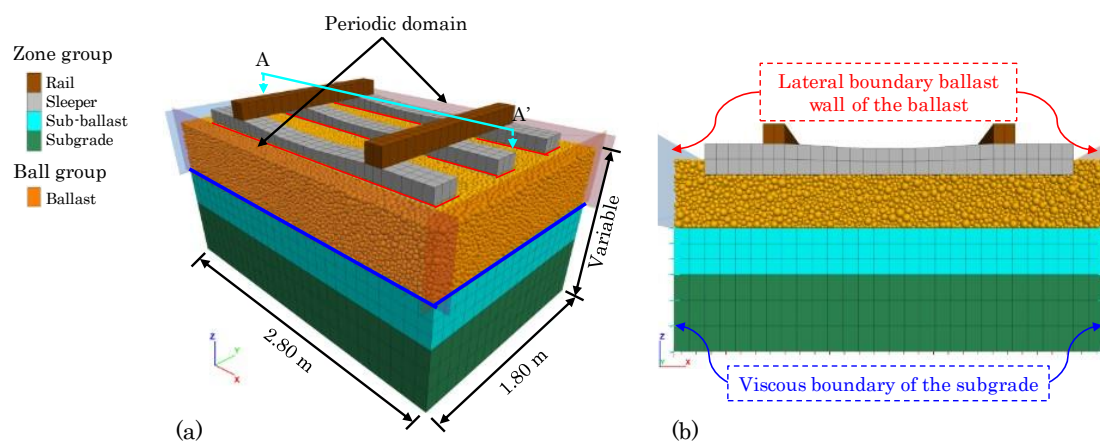 Periodic domain
Zone group
Rail
Sleeper
Sub-ballast
Subgrade
Ball group
Ballast
A
A'
Variable
2.80 m
1.80 m
Z
Y
X
(a)
Lateral boundary ballast
wall of the ballast
Viscous boundary of the subgrade
Z
X
(b)